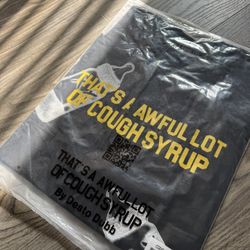 THAT'S A AWFUL LOT
OF COUGH SYRUP
THAT'S A AWFUL LOT
OF COUGH SYRUP
By Desto Dubb